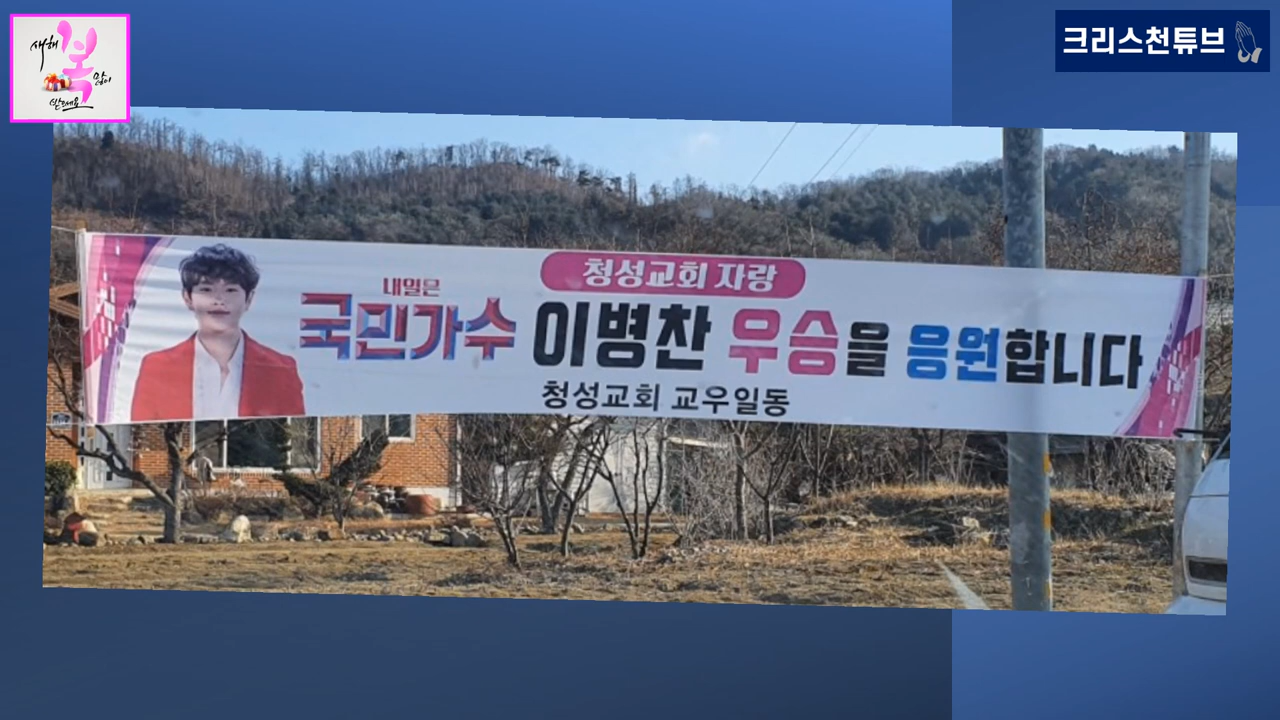 새해
복
많이
받으세요
크리스천튜브
청성교회 자랑
내일은
국민가수 이병찬 우승을 응원합니다
청성교회 교우일동